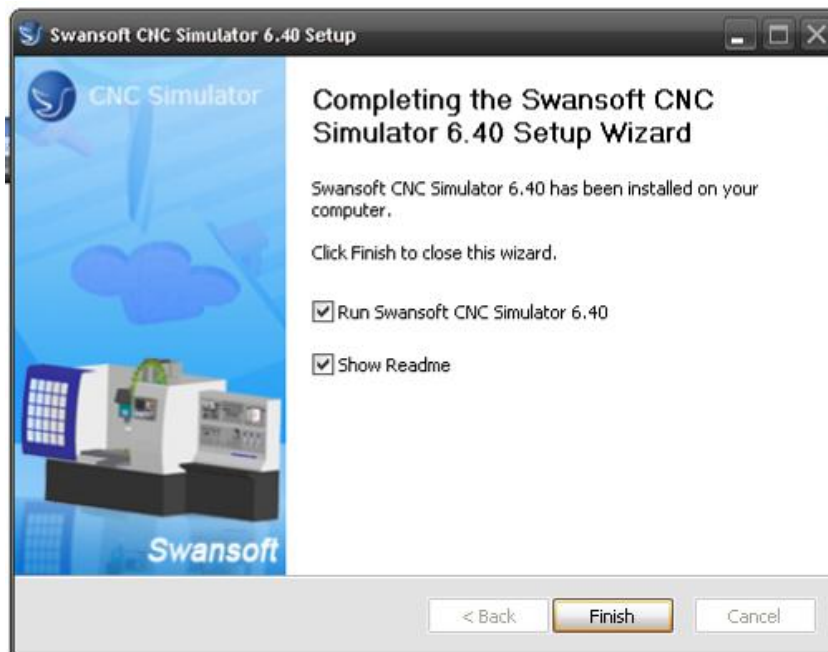 Swansoft CNC Simulator 6.40 Setup
CNC Simulator
Completing the Swansoft CNC
Simulator 6.40 Setup Wizard
Swansoft CNC Simulator 6.40 has been installed on your
computer.
Click Finish to close this wizard.
Run Swansoft CNC Simulator 6.40
Show Readme
Swansoft
< Back
Finish
Cancel